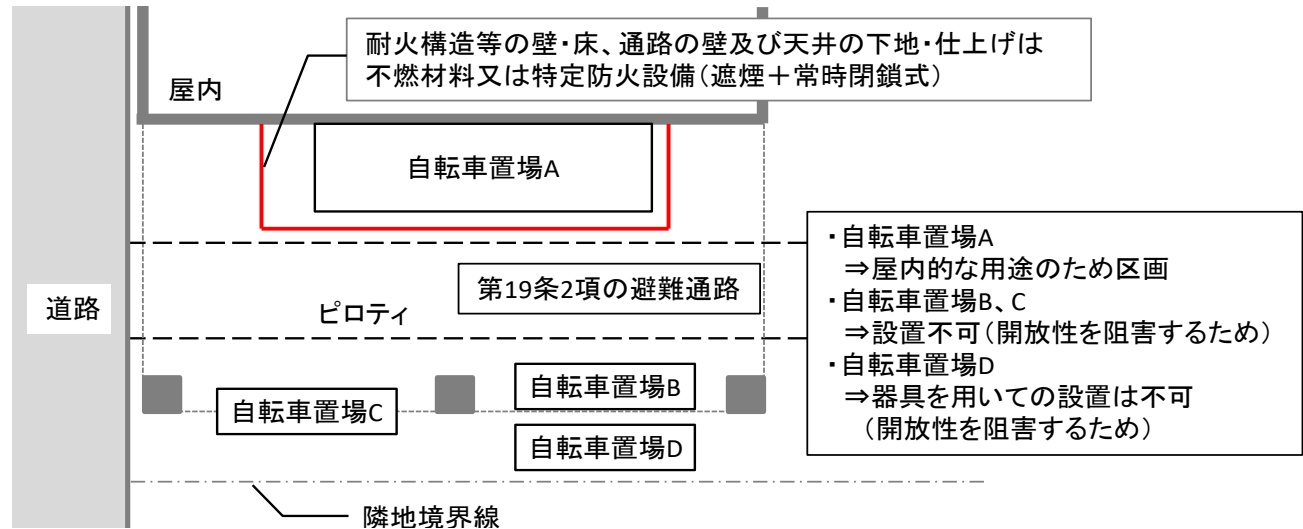 耐火構造等の壁・床、通路の壁及び天井の下地・仕上げは
不燃材料又は特定防火設備(遮煙＋常時閉鎖式)
屋内
自転車置場A
・自転車置場A
⇒屋内的な用途のため区画
・自転車置場B、C
⇒設置不可(開放性を阻害するため)
・自転車置場D
⇒器具を用いての設置は不可
(開放性を阻害するため)
第19条2項の避難通路
道路
ピロティ
自転車置場B
自転車置場C
自転車置場D
隣地境界線